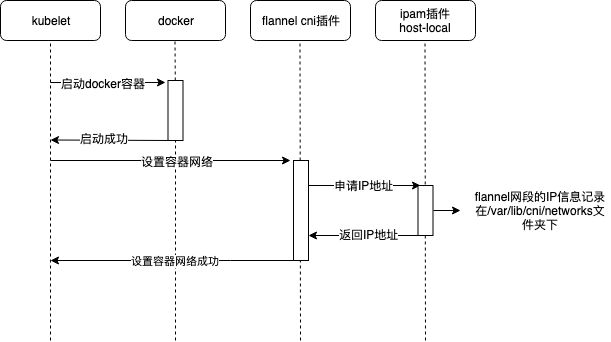 kubelet
docker
flannel cni插件
ipam插件
host-local
启动docker容器
启动成功
设置容器网络
申请IP地址
flannel网段的IP信息记录
在/var/lib/cni/networks文
件夹下
返回IP地址
设置容器网络成功